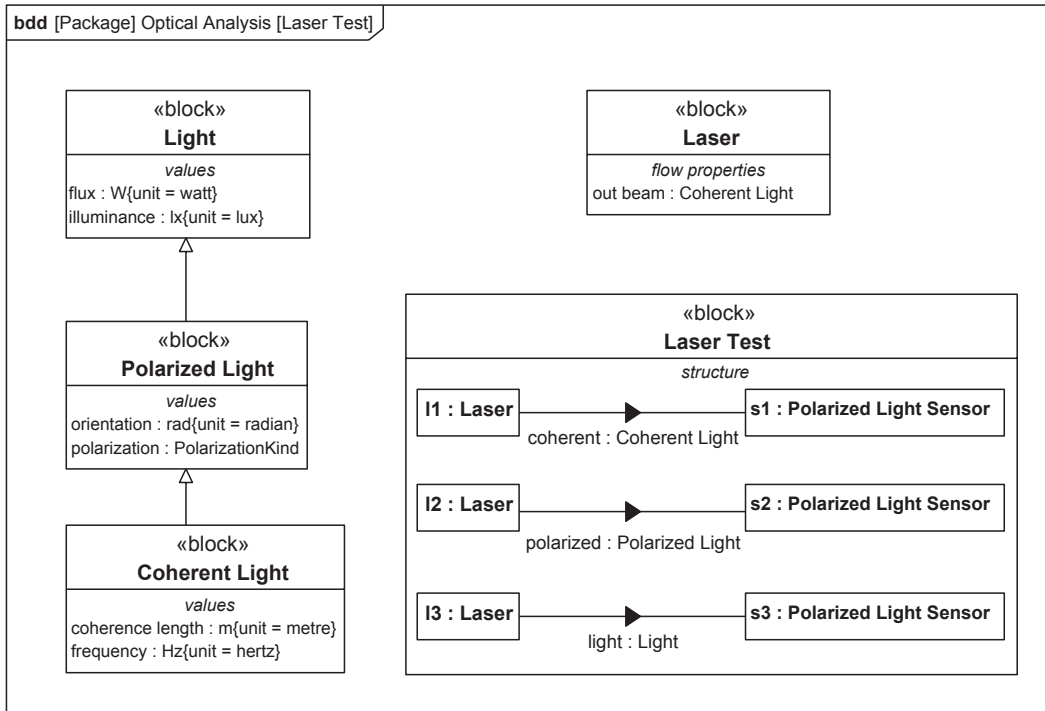 bdd [Package] Optical Analysis [Laser Test]
«block»
Light
values
flux : W{unit = watt}
illuminance : lx{unit = lux}
«block»
Laser
flow properties
out beam : Coherent Light
«block»
Polarized Light
values
orientation : rad{unit = radian}
polarization : PolarizationKind
«block»
Coherent Light
values
coherence length : m{unit = metre}
frequency : Hz{unit = hertz}
«block»
Laser Test
structure
l1 : Laser
s1 : Polarized Light Sensor
coherent : Coherent Light
l2 : Laser
s2 : Polarized Light Sensor
polarized : Polarized Light
l3 : Laser
s3 : Polarized Light Sensor
light : Light